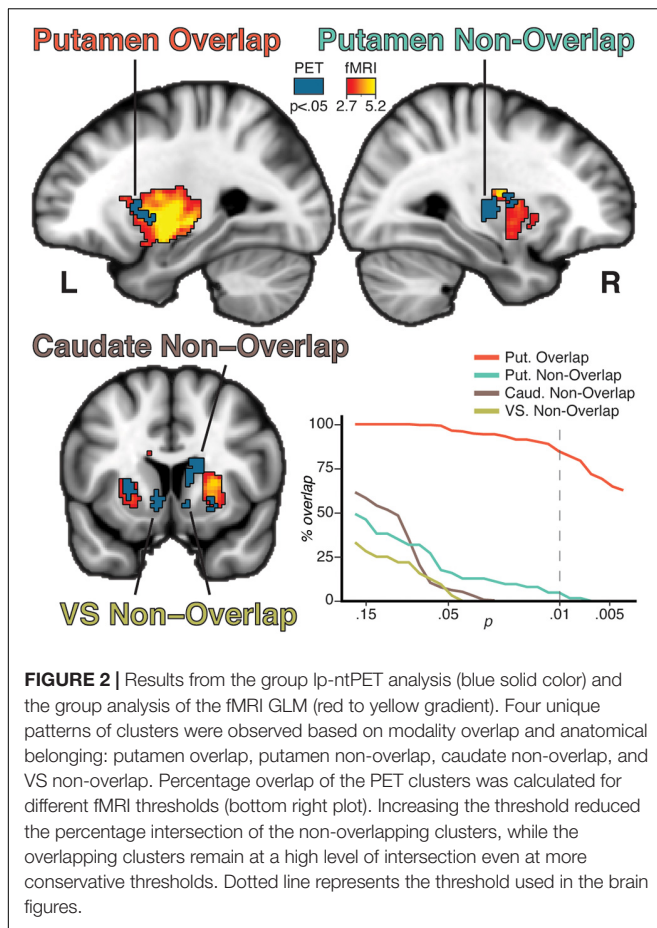 Putamen Overlap
Putamen Non-Overlap
PET
fMRI
p<.05
2.7 5.2
L
R
Caudate Non-Overlap
VS Non-Overlap
Put. Overlap
Put. Non-Overlap
Caud. Non-Overlap
VS. Non-Overlap
% overlap
100
75
50
25
0
.15
.05
.01
.005
p
FIGURE 2 | Results from the group lp-ntPET analysis (blue solid color) and
the group analysis of the fMRI GLM (red to yellow gradient). Four unique
patterns of clusters were observed based on modality overlap and anatomical
belonging: putamen overlap, putamen non-overlap, caudate non-overlap, and
VS non-overlap. Percentage overlap of the PET clusters was calculated for
different fMRI thresholds (bottom right plot). Increasing the threshold reduced
the percentage intersection of the non-overlapping clusters, while the
overlapping clusters remain at a high level of intersection even at more
conservative thresholds. Dotted line represents the threshold used in the brain
figures.